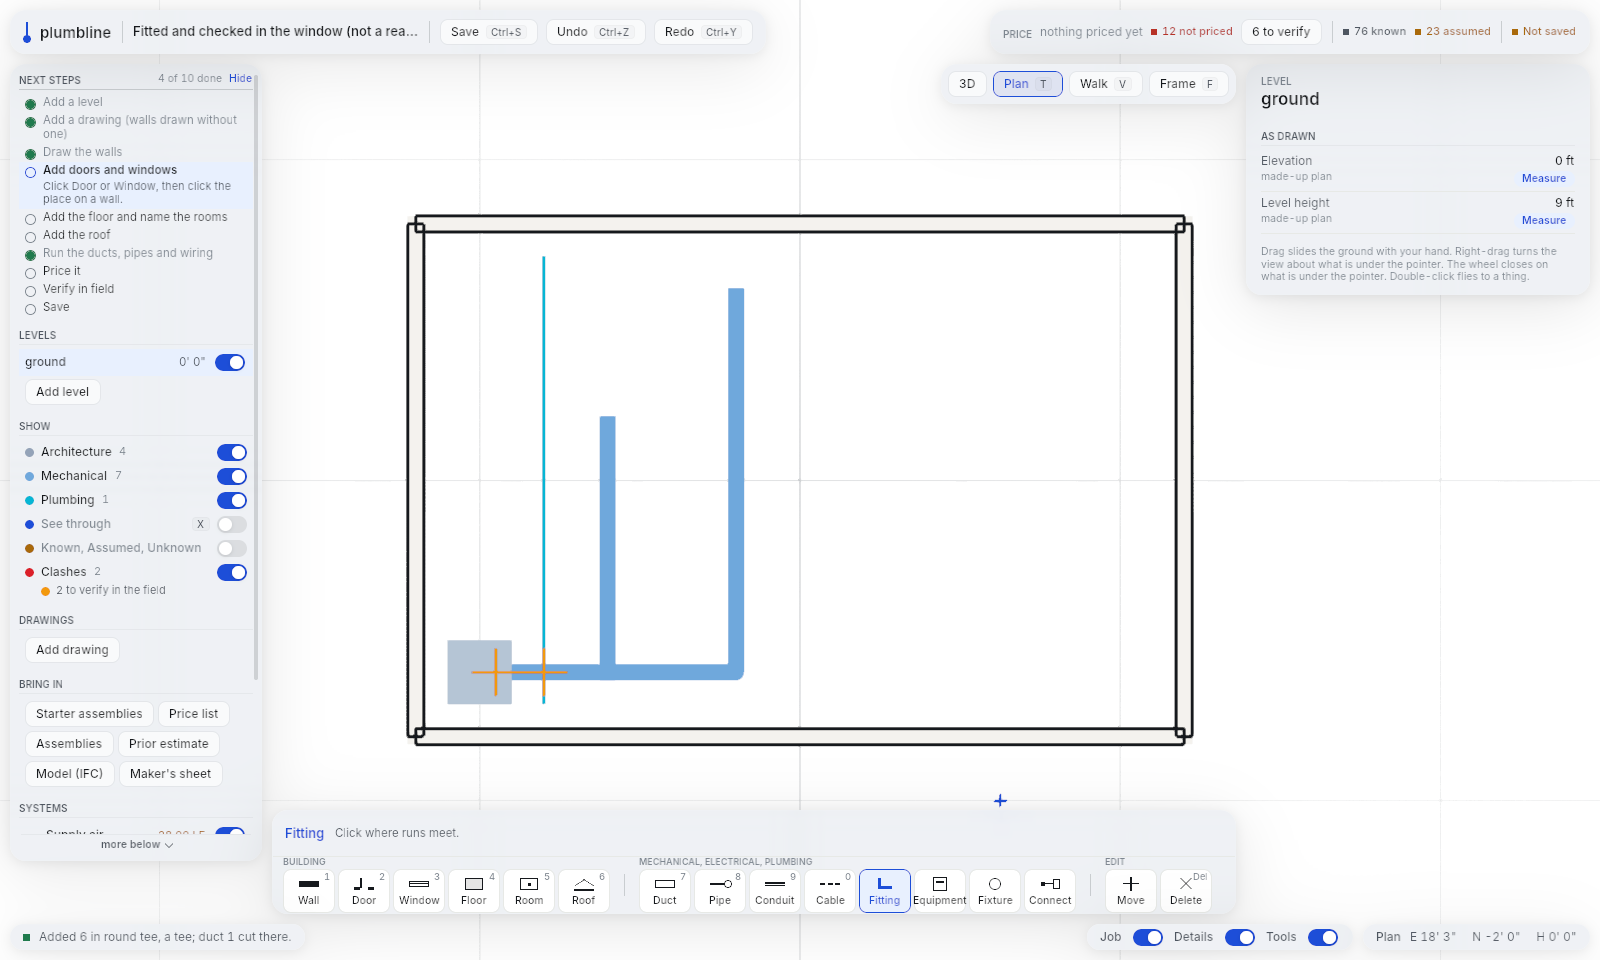 plumbline
Fitted and checked in the window (not a rea...
Save Ctrl+S
Undo Ctrl+Z
Redo Ctrl+Y
PRICE nothing priced yet
12 not priced
6 to verify
76 known
23 assumed
Not saved
3D
Plan T
Walk V
Frame F
NEXT STEPS
4 of 10 done Hide
Add a level
Add a drawing (walls drawn without
one)
Draw the walls
Add doors and windows
Click Door or Window, then click the
place on a wall.
Add the floor and name the rooms
Add the roof
Run the ducts, pipes and wiring
Price it
Verify in field
Save
LEVELS
ground 0' 0"
Add level
SHOW
Architecture 4
Mechanical 7
Plumbing 1
See through X
Known, Assumed, Unknown
Clashes 2
2 to verify in the field
DRAWINGS
Add drawing
BRING IN
Starter assemblies
Price list
Assemblies
Prior estimate
Model (IFC)
Maker's sheet
SYSTEMS
more below
LEVEL
ground
AS DRAWN
Elevation 0 ft
made-up plan Measure
Level height 9 ft
made-up plan Measure
Drag slides the ground with your hand. Right-drag turns the
view about what is under the pointer. The wheel closes on
what is under the pointer. Double-click flies to a thing.
Fitting Click where runs meet.
BUILDING
Wall 1
Door 2
Window 3
Floor 4
Room 5
Roof 6
MECHANICAL, ELECTRICAL, PLUMBING
Duct 7
Pipe 8
Conduit 9
Cable 0
Fitting
Equipment
Fixture
Connect
EDIT
Move
Delete Del
Added 6 in round tee, a tee; duct 1 cut there.
Job
Details
Tools
Plan E 18' 3" N -2' 0" H 0' 0"